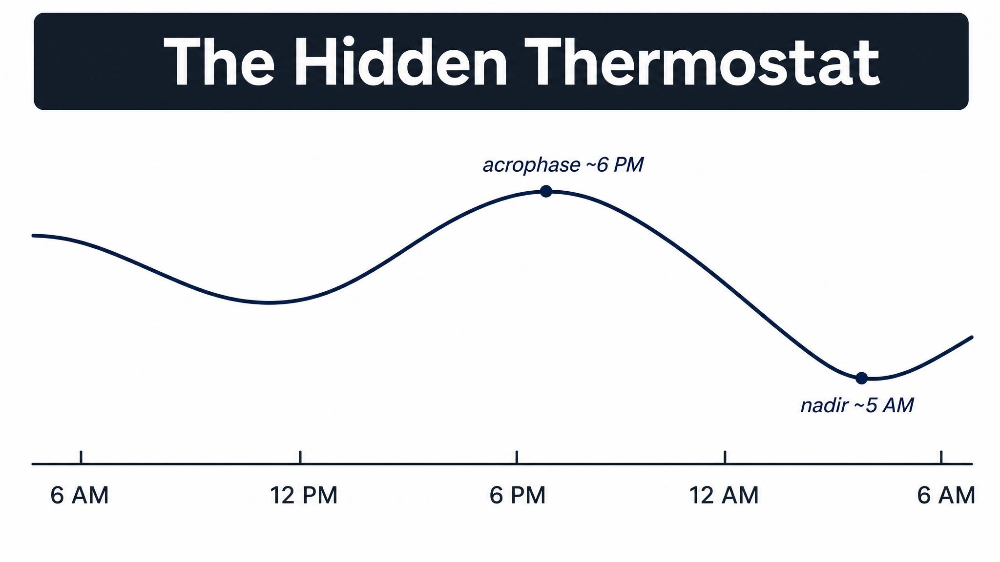 The Hidden Thermostat
acrophase ~6 PM
nadir ~5 AM
6 AM
12 PM
6 PM
12 AM
6 AM